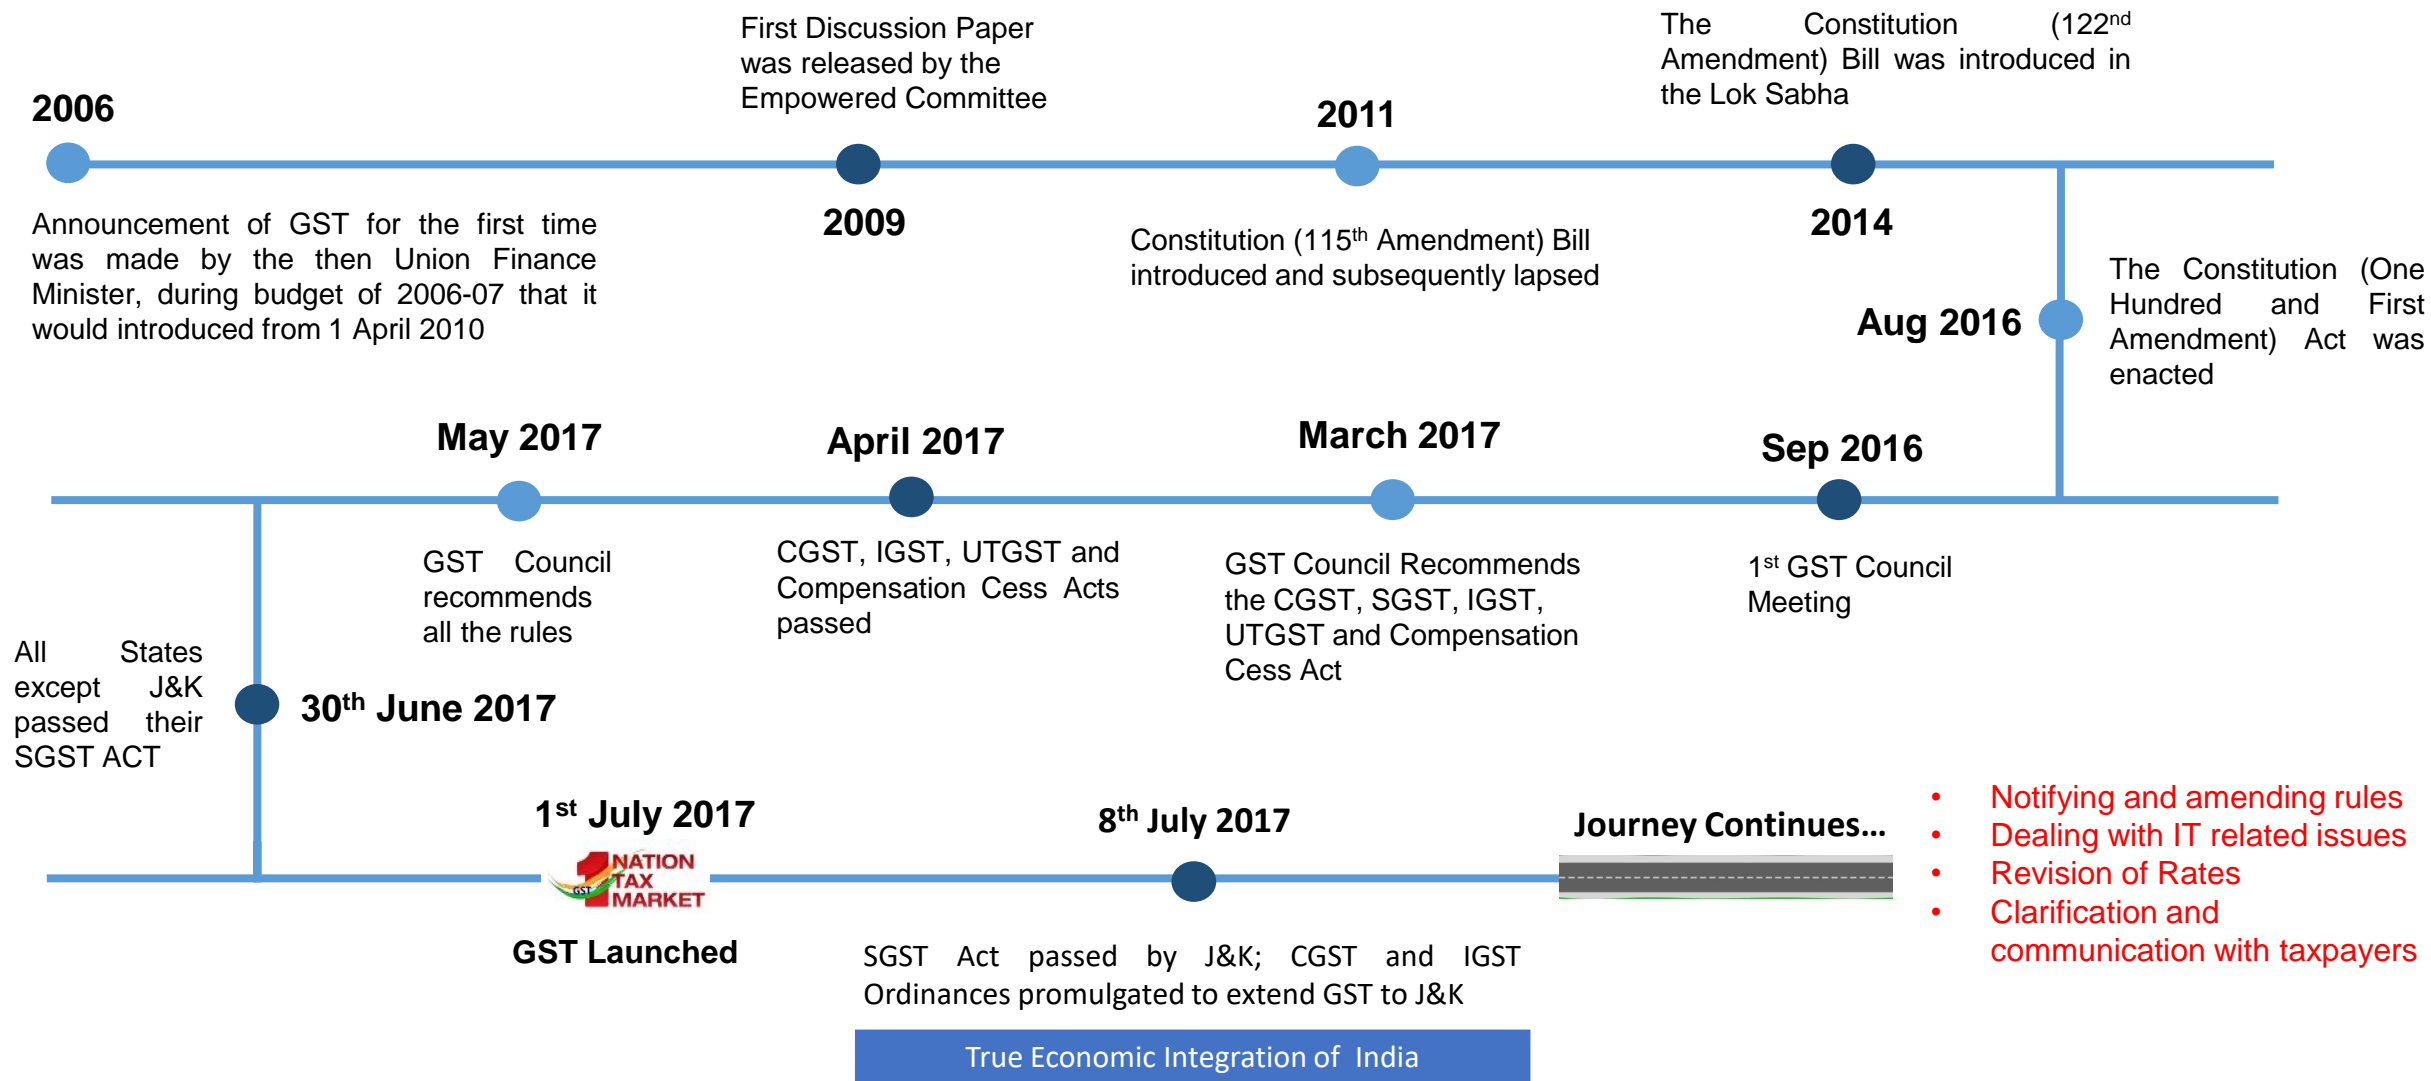 2006
Announcement of GST for the first time
was made by the then Union Finance
Minister, during budget of 2006-07 that it
would introduced from 1 April 2010
First Discussion Paper
was released by the
Empowered Committee
2009
2011
Constitution (115th Amendment) Bill
introduced and subsequently lapsed
The Constitution (122nd
Amendment) Bill was introduced in
the Lok Sabha
2014
Aug 2016
The Constitution (One
Hundred and First
Amendment) Act was
enacted
Sep 2016
1st GST Council
Meeting
March 2017
GST Council Recommends
the CGST, SGST, IGST,
UTGST and Compensation
Cess Act
April 2017
CGST, IGST, UTGST and
Compensation Cess Acts
passed
May 2017
GST Council
recommends
all the rules
All States
except J&K
passed their
SGST ACT
30th June 2017
1st July 2017
GST
1 NATION
TAX
MARKET
GST Launched
8th July 2017
SGST Act passed by J&K; CGST and IGST
Ordinances promulgated to extend GST to J&K
True Economic Integration of India
Journey Continues...
• Notifying and amending rules
• Dealing with IT related issues
• Revision of Rates
• Clarification and
communication with taxpayers